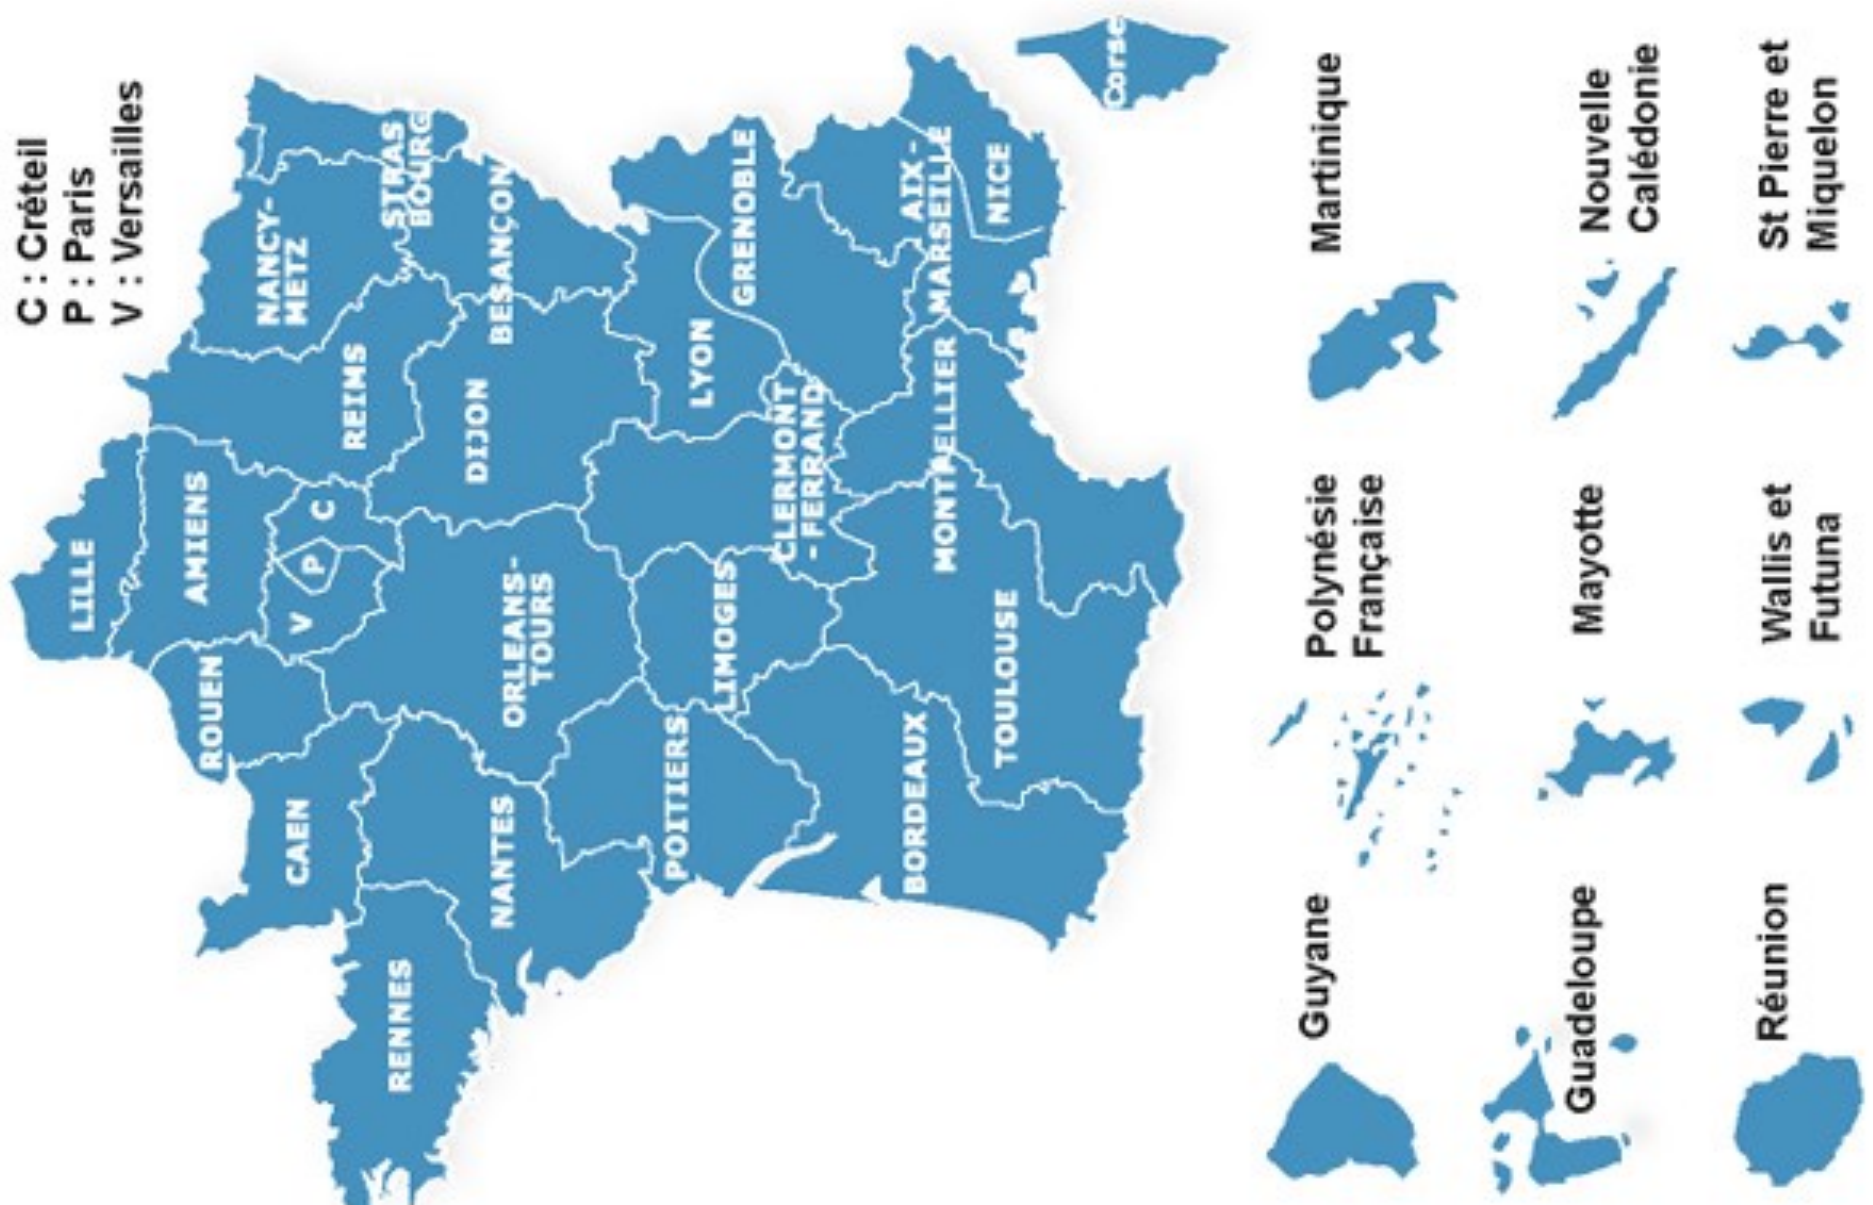 C : Créteil
P : Paris
V : Versailles
LILLE
AMIENS
ROUEN
V
P
C
CAEN
REIMS
NANCY-
METZ
STRAS
BOURG
RENNES
NANTES
ORLEANS-
TOURS
DIJON
BESANÇON
POITIERS
LIMOGES
CLERMONT
- FERRAND
LYON
GRENOBLE
BORDEAUX
TOULOUSE
MONTPELLIER
AIX -
MARSEILLE
NICE
Corse
Guyane
Polynésie
Française
Martinique
Guadeloupe
Mayotte
Nouvelle
Calédonie
Réunion
Wallis et
Futuna
St Pierre et
Miquelon